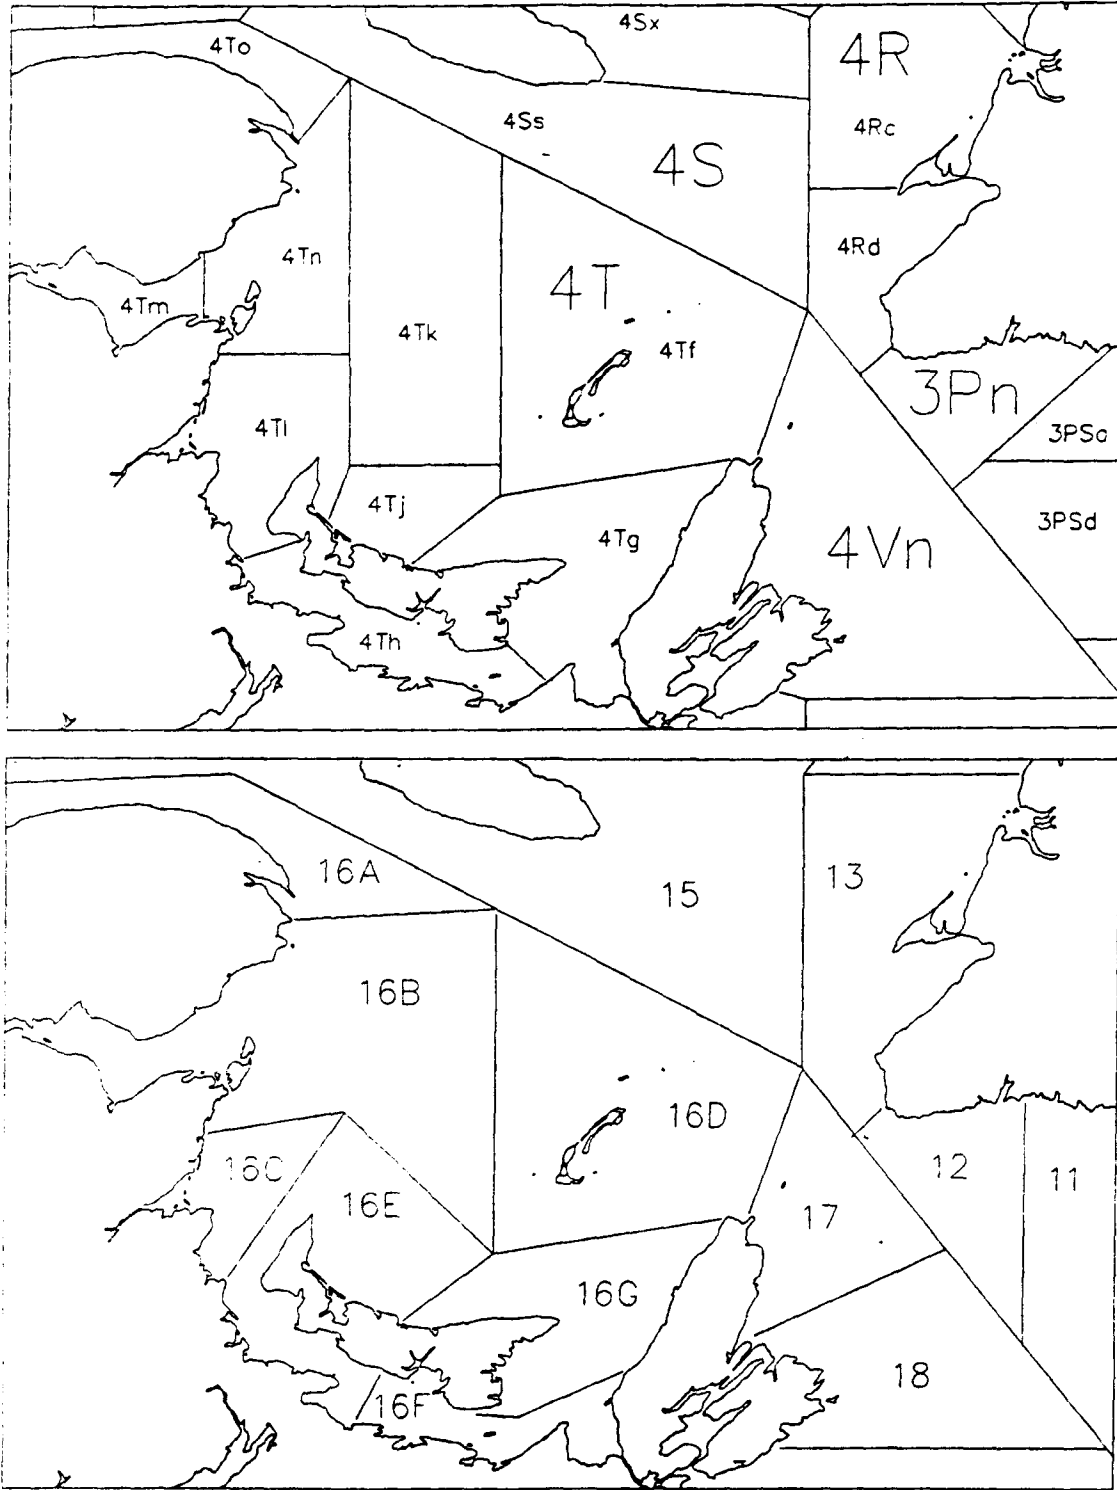 4Sx
4To
4R
4Ss
4Rc
4S
4Rd
4Tn
4T
4Tm
4Tk
4Tf
3Pn
4Tl
3PSa
4Tj
3PSd
4Tg
4Vn
4Th
16A
15
13
16B
16D
16C
12
11
16E
17
16G
18
16F